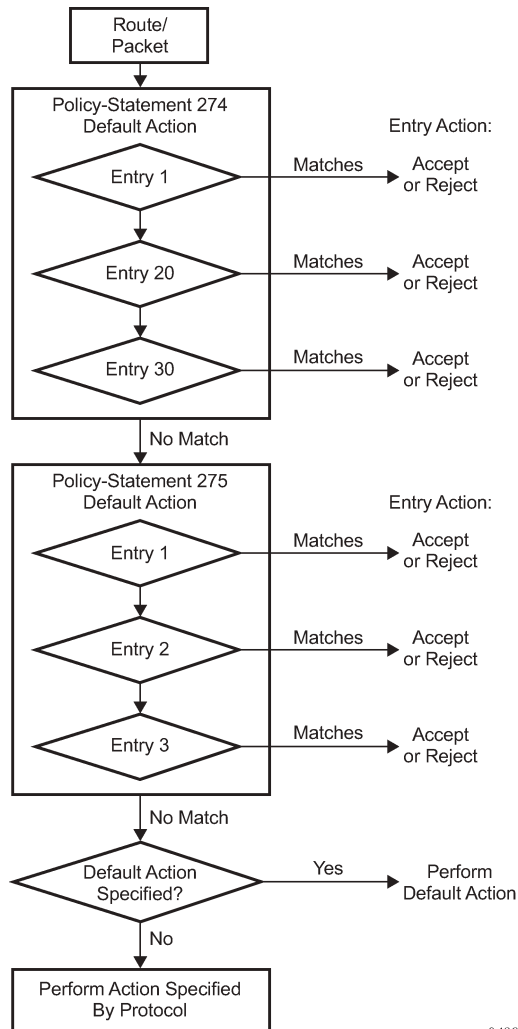 Route/
Packet
Policy-Statement 274
Default Action
Entry Action:
Entry 1
Matches
Accept
or Reject
Entry 20
Matches
Accept
or Reject
Entry 30
Matches
Accept
or Reject
No Match
Policy-Statement 275
Default Action
Entry Action:
Entry 1
Matches
Accept
or Reject
Entry 2
Matches
Accept
or Reject
Entry 3
Matches
Accept
or Reject
No Match
Default Action
Specified?
Yes
Perform
Default Action
No
Perform Action Specified
By Protocol